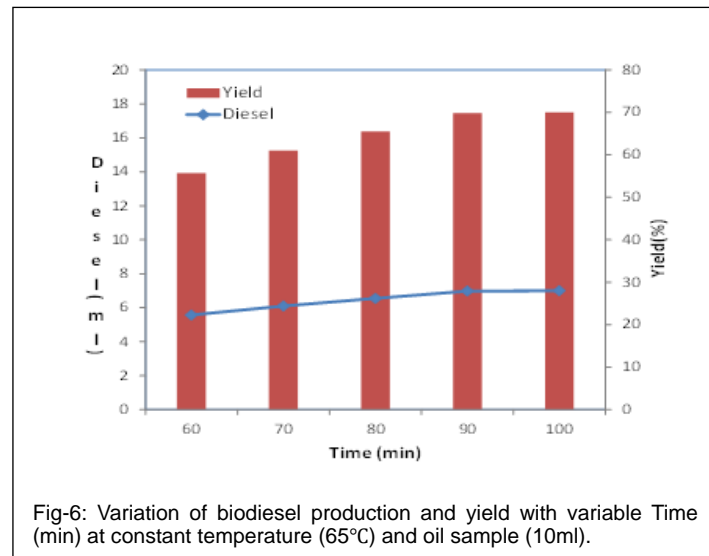 20
18
16
14
12
10
8
6
4
2
0
Diesel)ml(
Yield
Diesel
80
70
60
50
40
30
20
10
0
Yield(%)
60 70 80 90 100
Time (min)
Fig-6: Variation of biodiesel production and yield with variable Time
(min) at constant temperature (65℃) and oil sample (10ml).